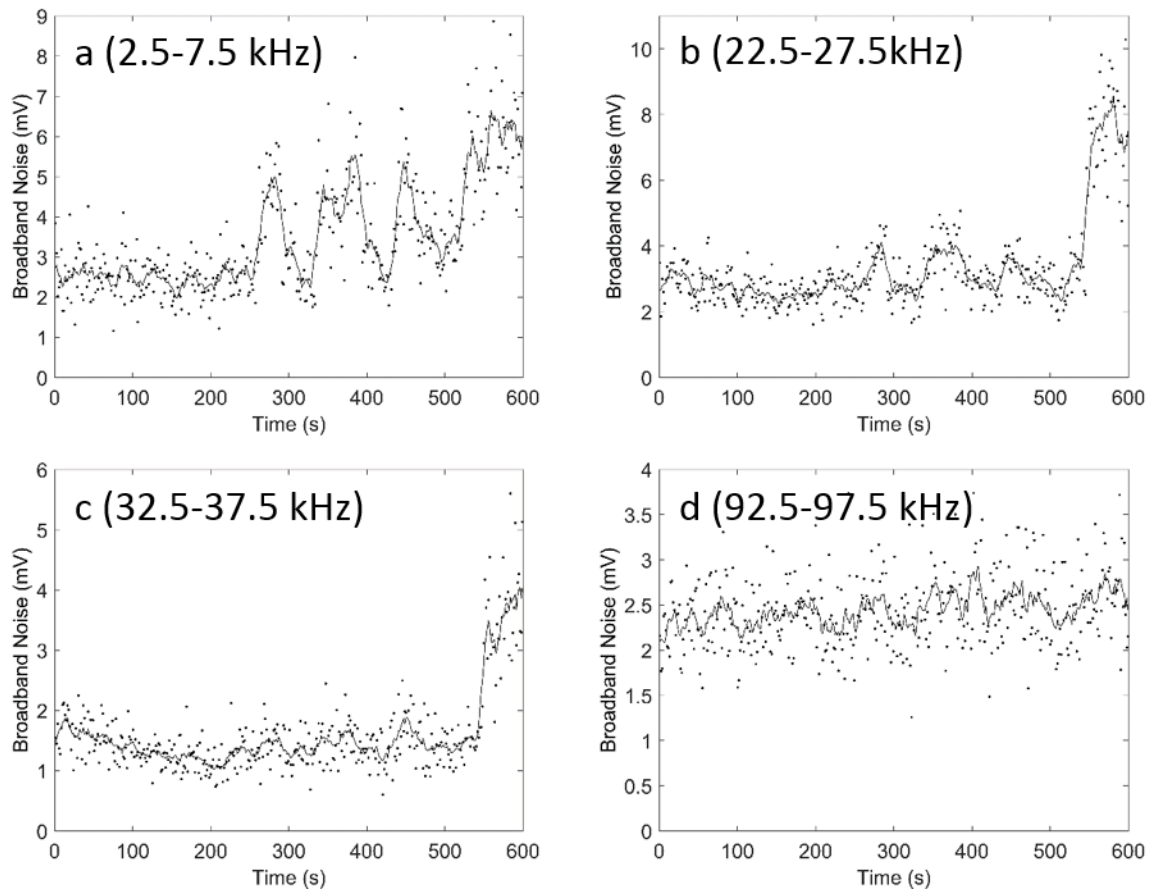 a (2.5-7.5 kHz)
Broadband Noise (mV)
9
8
7
6
5
4
3
2
1
0
0 100 200 300 400 500 600
Time (s)
b (22.5-27.5kHz)
Broadband Noise (mV)
10
8
6
4
2
0
0 100 200 300 400 500 600
Time (s)
c (32.5-37.5 kHz)
Broadband Noise (mV)
6
5
4
3
2
1
0
0 100 200 300 400 500 600
Time (s)
d (92.5-97.5 kHz)
Broadband Noise (mV)
4
3.5
3
2.5
2
1.5
1
0.5
0
0 100 200 300 400 500 600
Time (s)